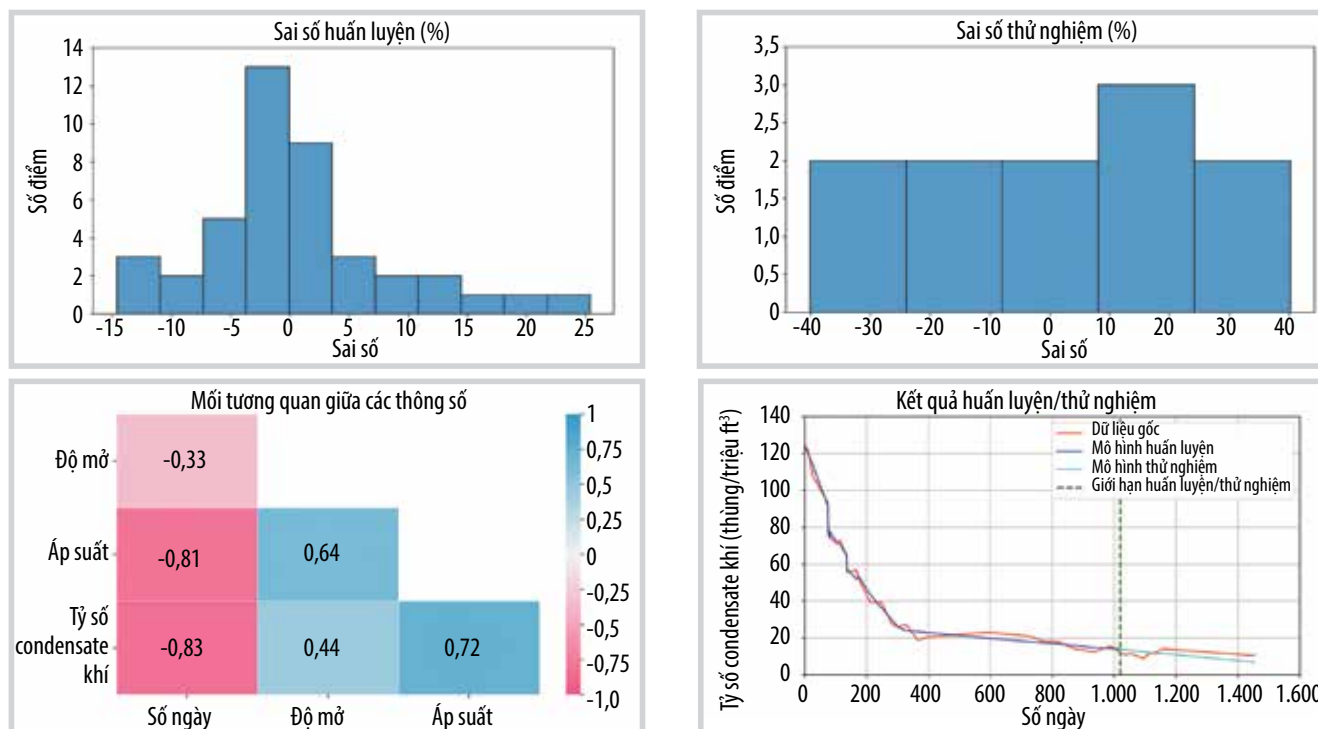 Sai số huấn luyện (%)
14
12
10
8
6
4
2
0
Số điểm
-15 -10 -5 0 5 10 15 20 25
Sai số
Sai số thử nghiệm (%)
3,5
3,0
2,5
2
1,5
1,0
0,5
0
Số điểm
-40 -30 -20 -10 0 10 20 30 40
Sai số
Mối tương quan giữa các thông số
Độ mở
-0,33
Áp suất
-0,81 0,64
Tỷ số
condensate
khí
-0,83 0,44 0,72
Số ngày Độ mở Áp suất
1
0,75
0,5
0,25
0
-0,25
-0,5
-0,75
-1,0
Kết quả huấn luyện/thử nghiệm
Tỷ số condensate khí (thùng/triệu ft³)
140
120
100
80
60
40
20
0
Dữ liệu gốc
Mô hình huấn luyện
Mô hình thử nghiệm
Giới hạn huấn luyện/thử nghiệm
0 200 400 600 800 1.000 1.200 1.400 1.600
Số ngày